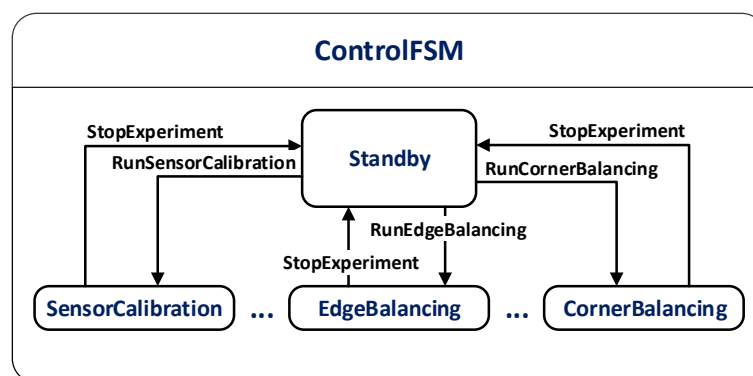 ControlFSM
StopExperiment
StopExperiment
Standby
RunSensorCalibration
RunCornerBalancing
RunEdgeBalancing
StopExperiment
SensorCalibration ... EdgeBalancing ... CornerBalancing